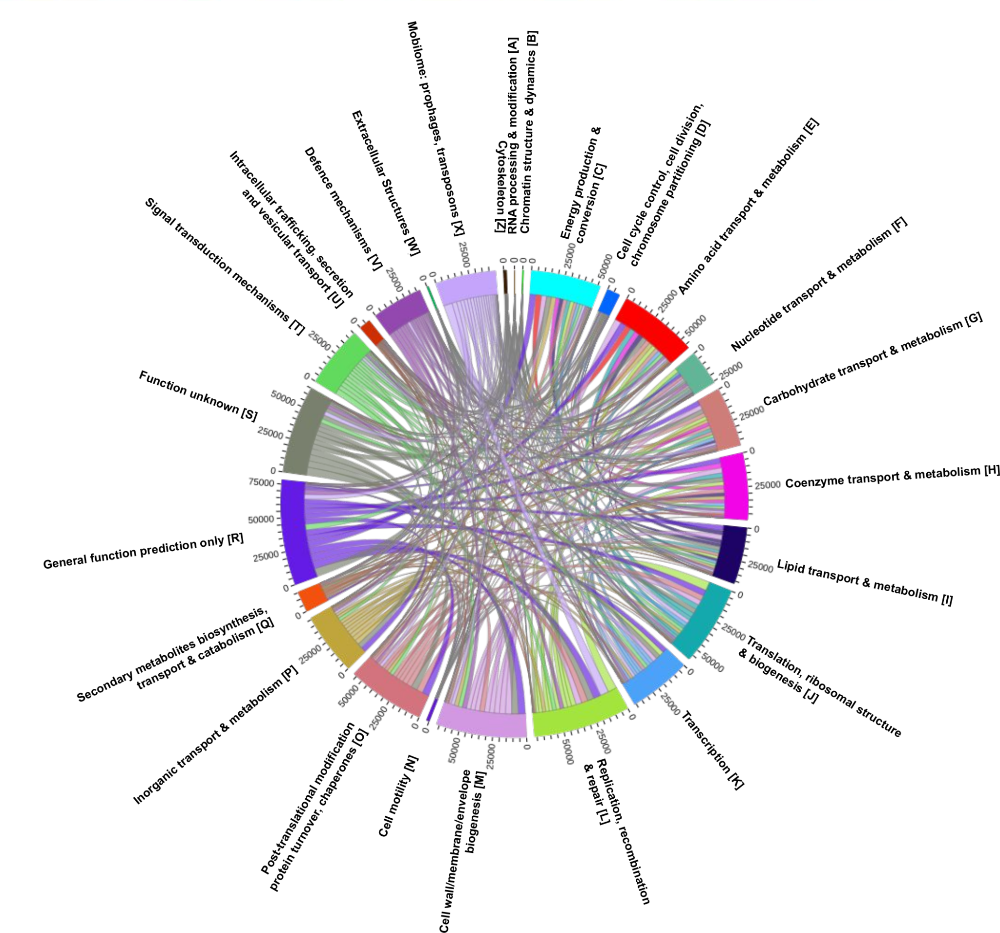 Mobilome: prophages, transposons [X]
Cytoskeleton [Z]
RNA processing & modification [A]
Chromatin structure & dynamics [B]
Energy production &
conversion [C]
Cell cycle control, cell division,
chromosome partitioning [D]
Amino acid transport & metabolism [E]
Nucleotide transport & metabolism [F]
Carbohydrate transport & metabolism [G]
Coenzyme transport & metabolism [H]
Lipid transport & metabolism [I]
Translation, ribosomal structure
& biogenesis [J]
Transcription [K]
Replication, recombination
& repair [L]
Cell wall/membrane/envelope
biogenesis [M]
Cell motility [N]
Post-translational modification
protein turnover, chaperones [O]
Inorganic transport & metabolism [P]
Secondary metabolites biosynthesis,
transport & catabolism [Q]
General function prediction only [R]
Function unknown [S]
Signal transduction mechanisms [T]
Intracellular trafficking, secretion
and vesicular transport [U]
Defence mechanisms [V]
Extracellular Structures [W]
0
25000
0
0
0
0
25000
50000
0
0
25000
50000
0
25000
0
25000
0
25000
0
25000
0
25000
50000
0
25000
0
25000
50000
0
25000
50000
0
0
25000
50000
0
25000
0
0
25000
50000
75000
0
25000
50000
0
25000
0
0
25000
0